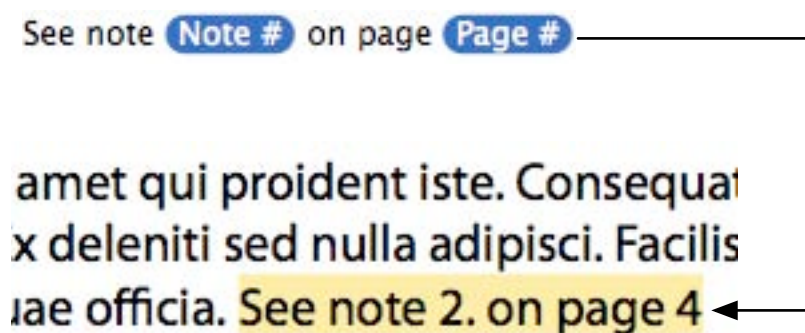 See note Note # on page Page #
amet qui proident iste. Consequat
x deleniti sed nulla adipisci. Facilis
uae officia. See note 2. on page 4